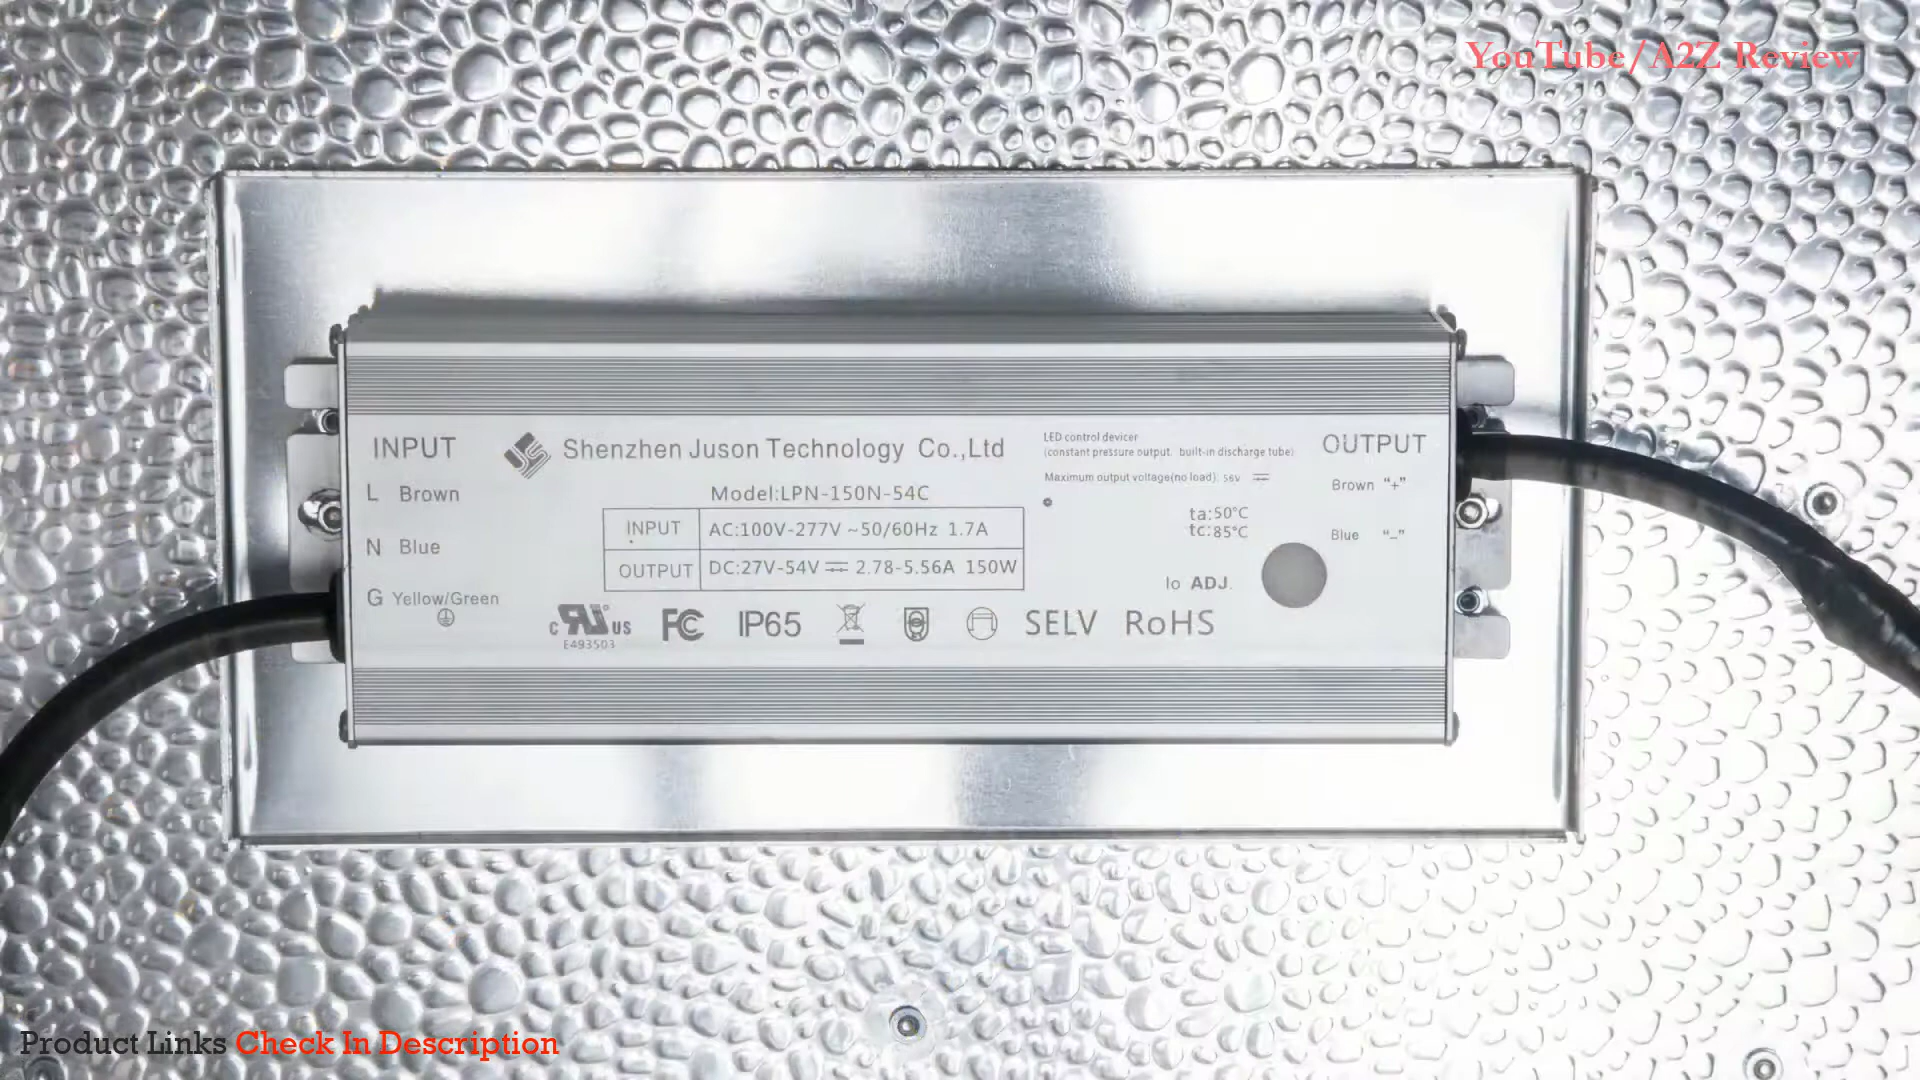 YouTube/A2Z Review
INPUT
L Brown
N Blue
G Yellow/Green
Shenzhen Juson Technology Co.,Ltd
Model:LPN-150N-54C
INPUT AC:100V-277V ~50/60Hz 1.7A
OUTPUT DC:27V-54V 2.78-5.56A 150W
c RU us
E493503
FC IP65 SELV RoHS
LED control devicer
(constant pressure output, built-in discharge tube)
Maximum output voltage(no load): 56V
ta:50°C
tc:85°C
Io ADJ.
OUTPUT
Brown "+"
Blue "-"
Product Links Check In Description